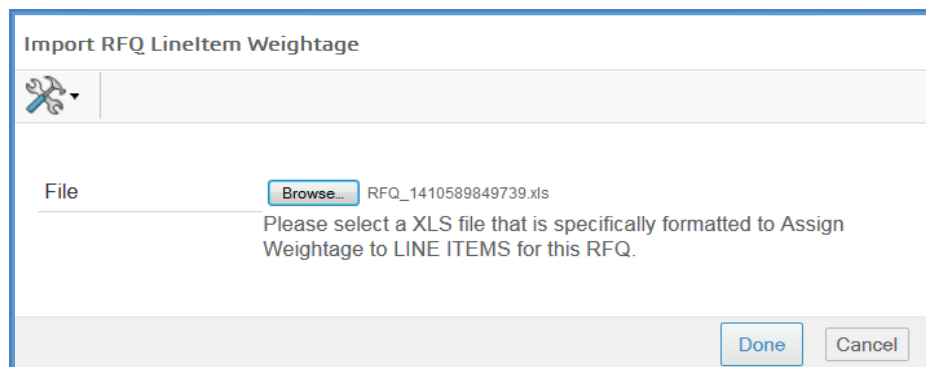 Import RFQ LineItem Weightage
File
Browse... RFQ_1410589849739.xls
Please select a XLS file that is specifically formatted to Assign
Weightage to LINE ITEMS for this RFQ.
Done Cancel